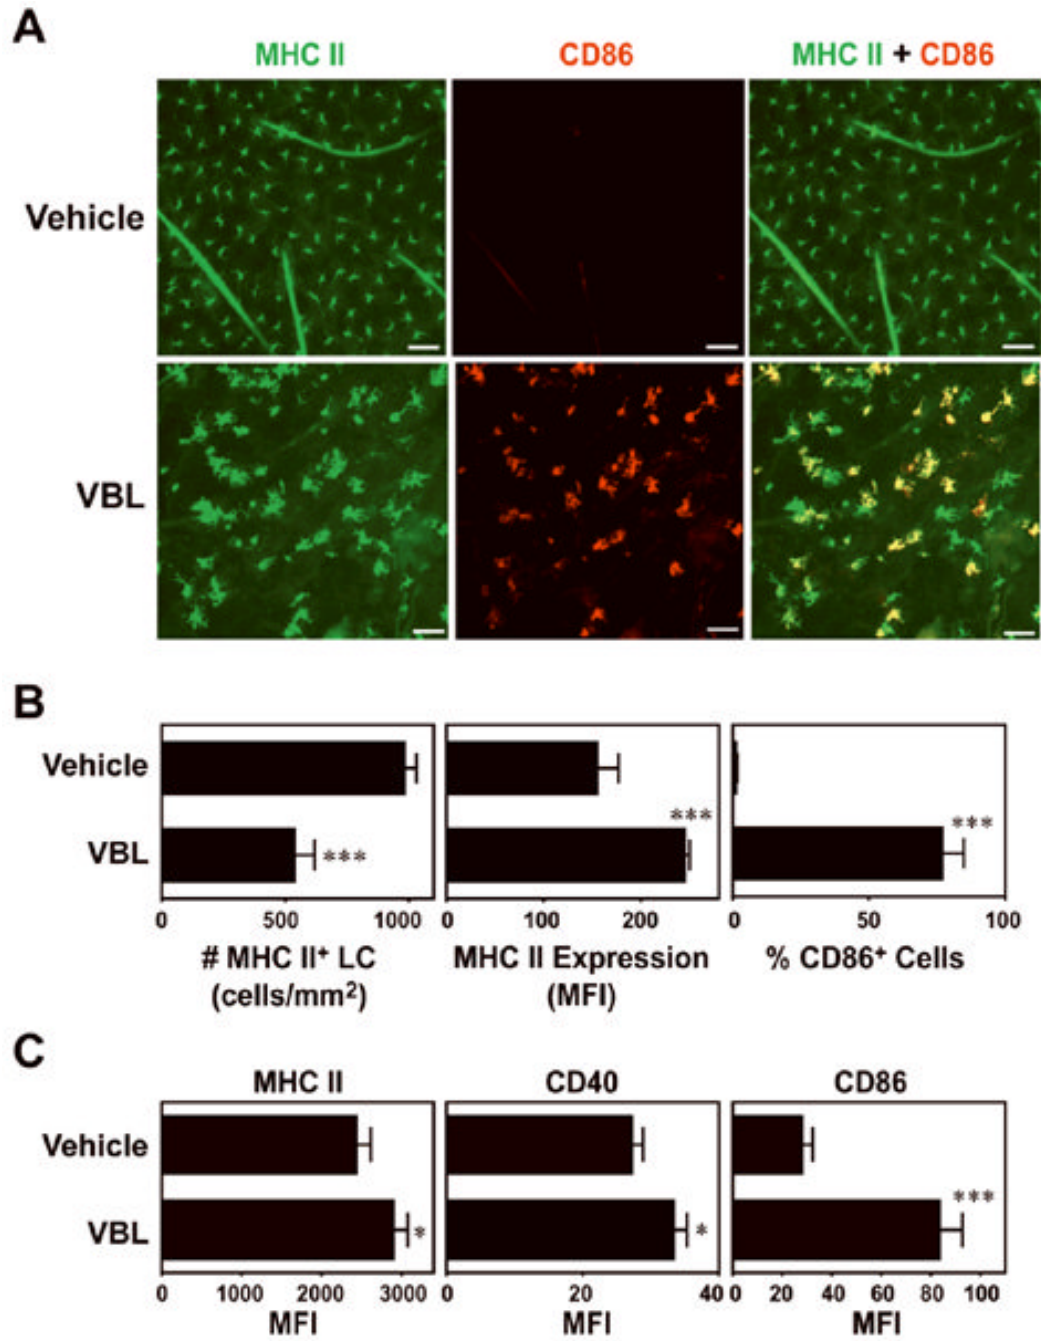 A
MHC II CD86 MHC II + CD86
Vehicle
VBL
B
Vehicle
***
VBL *** ***
0 500 1000 0 100 200 0 50 100
# MHC II⁺ LC MHC II Expression % CD86⁺ Cells
(cells/mm²) (MFI)
C
MHC II CD40 CD86
Vehicle
VBL * * ***
0 1000 2000 3000 0 20 40 0 20 40 60 80 100
MFI MFI MFI